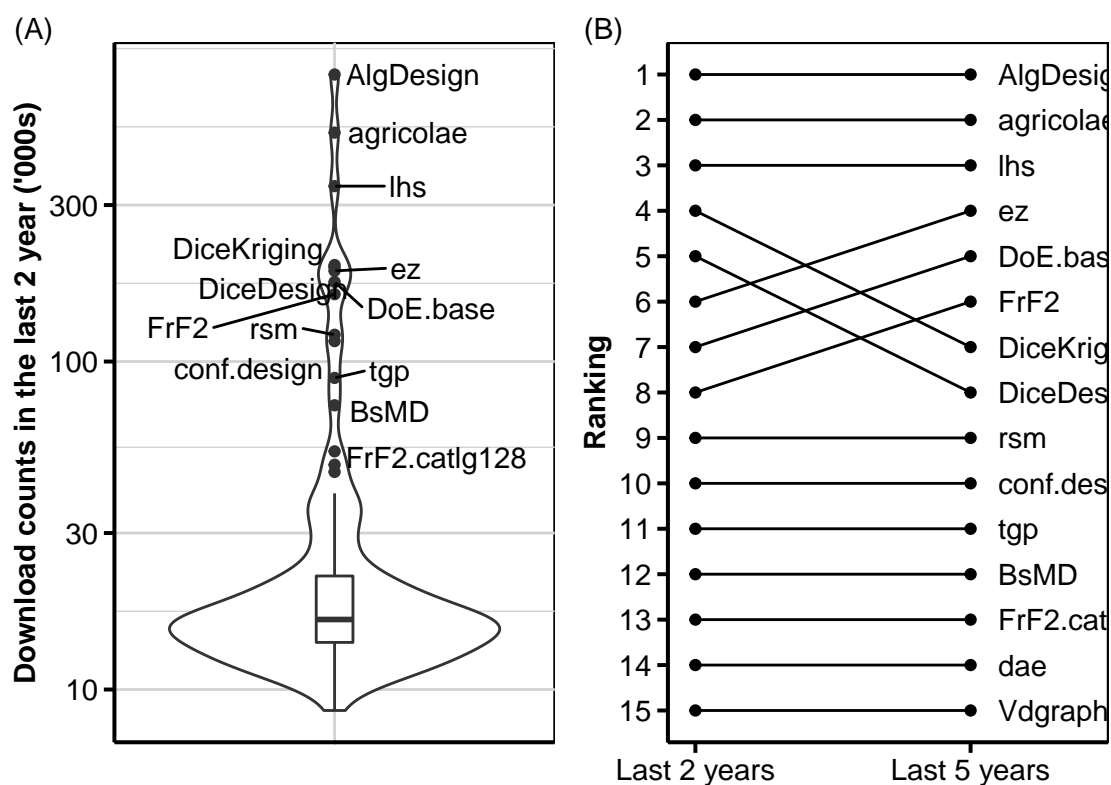 (A)
Download counts in the last 2 year ('000s)
300
100
30
10
AlgDesign
agricolae
lhs
DiceKriging
ez
DiceDesign
DoE.base
FrF2
rsm
conf.design
tgp
BsMD
FrF2.catlg128
(B)
Ranking
1
2
3
4
5
6
7
8
9
10
11
12
13
14
15
AlgDesig
agricolae
lhs
ez
DoE.bas
FrF2
DiceKrig
DiceDes
rsm
conf.des
tgp
BsMD
FrF2.cat
dae
Vdgraph
Last 2 years
Last 5 years